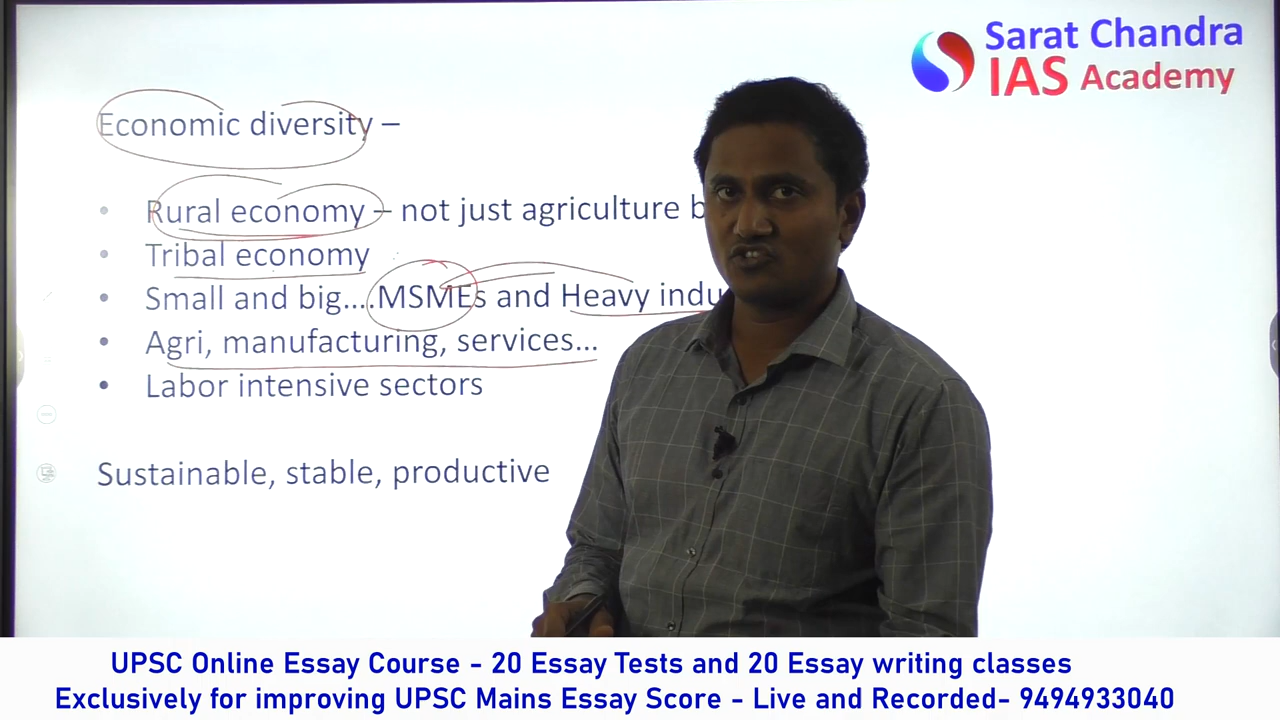 Sarat Chandra
IAS Academy
Economic diversity –
• Rural economy – not just agriculture
• Tribal economy
• Small and big....MSMEs and Heavy
• Agri, manufacturing, services...
• Labor intensive sectors
Sustainable, stable, productive
UPSC Online Essay Course - 20 Essay Tests and 20 Essay writing classes
Exclusively for improving UPSC Mains Essay Score - Live and Recorded- 9494933040